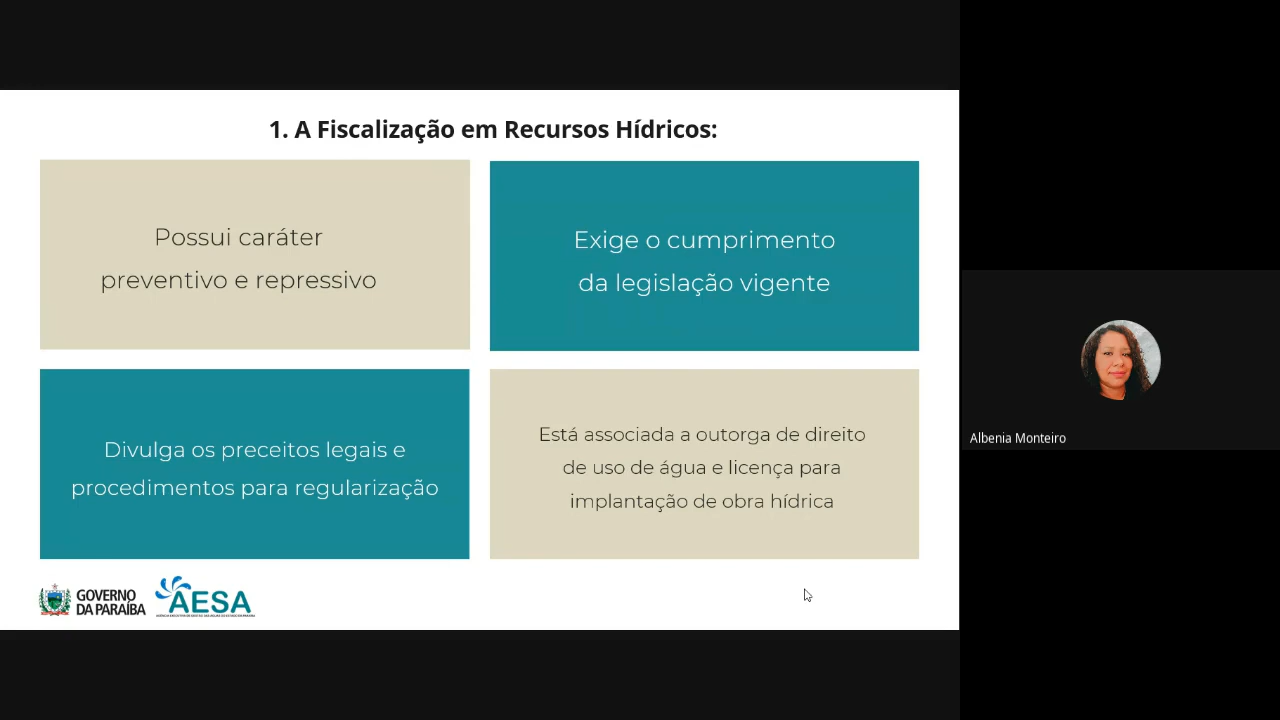 1. A Fiscalização em Recursos Hídricos:
Possui caráter
preventivo e repressivo
Exige o cumprimento
da legislação vigente
Divulga os preceitos legais e
procedimentos para regularização
Está associada a outorga de direito
de uso de água e licença para
implantação de obra hídrica
GOVERNO
DA PARAÍBA
AESA
Albenia Monteiro